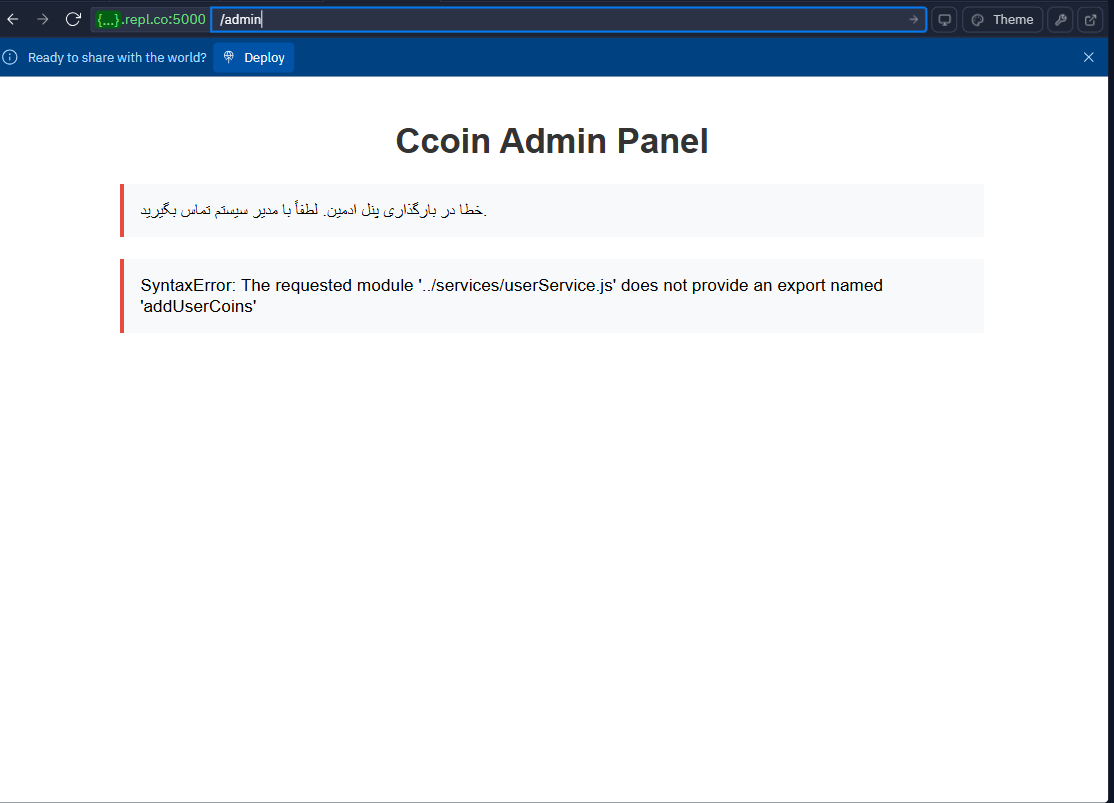 {...}.repl.co:5000 /admin Theme
Ready to share with the world? Deploy
Ccoin Admin Panel
خطا در بارگذاری پنل ادمین. لطفاً با مدیر سیستم تماس بگیرید.
SyntaxError: The requested module '../services/userService.js' does not provide an export named
'addUserCoins'